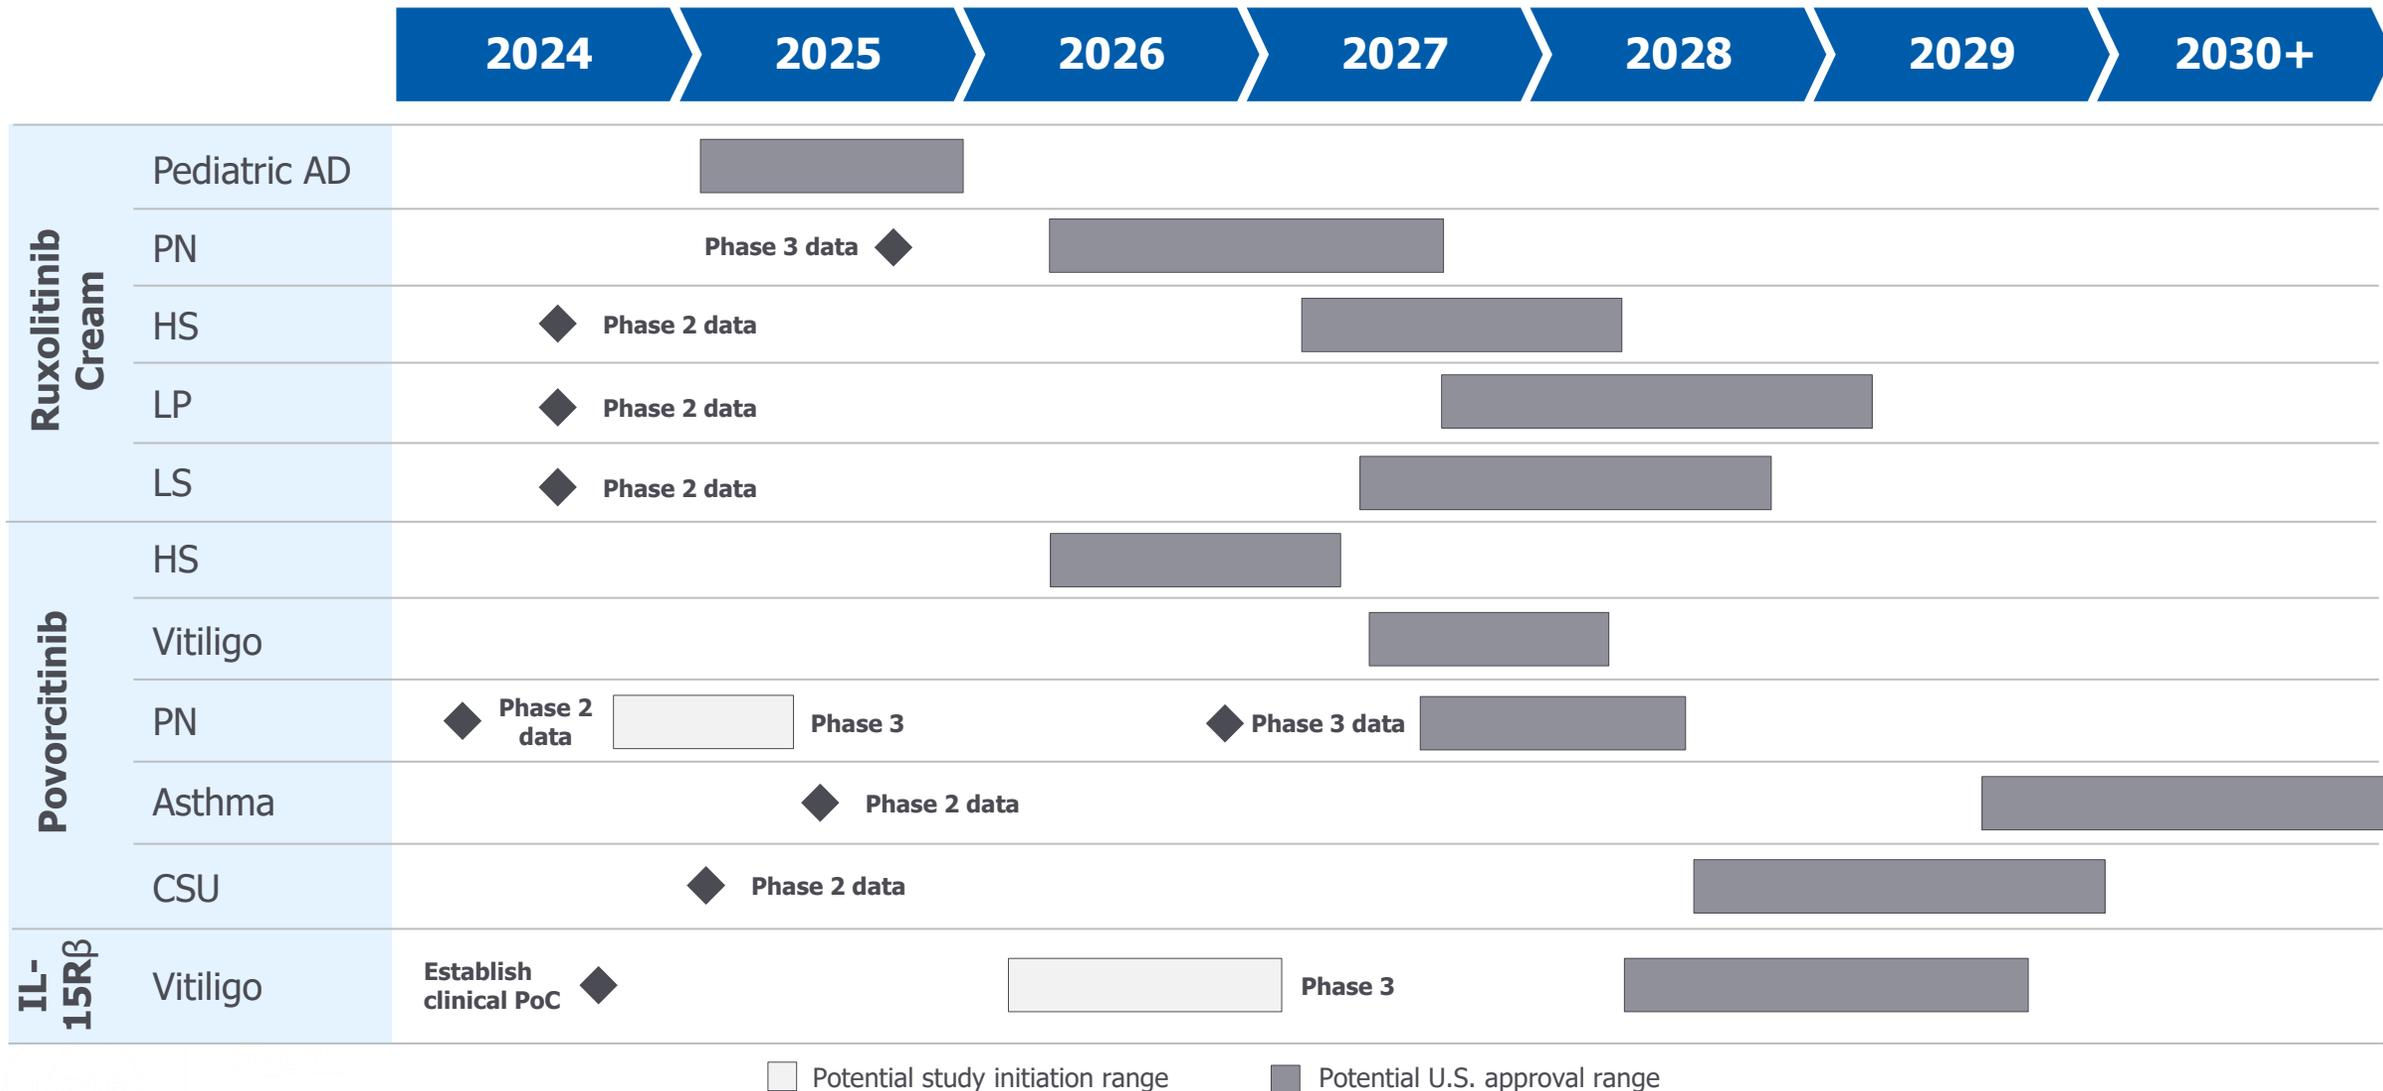 2024 2025 2026 2027 2028 2029 2030+
Ruxolitinib
Cream
Pediatric AD
PN Phase 3 data
HS Phase 2 data
LP Phase 2 data
LS Phase 2 data
Povorcitinib
HS
Vitiligo
PN Phase 2
data Phase 3 Phase 3 data
Asthma Phase 2 data
CSU Phase 2 data
IL-
15Rβ
Vitiligo Establish
clinical PoC Phase 3
Potential study initiation range Potential U.S. approval range